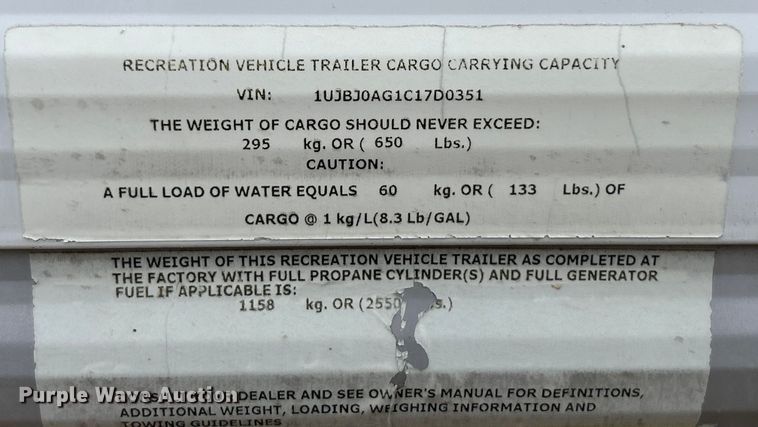 RECREATION VEHICLE TRAILER CARGO CARRYING CAPACITY
VIN: 1UJBJ0AG1C17D0351
THE WEIGHT OF CARGO SHOULD NEVER EXCEED:
295 kg. OR ( 650 Lbs.)
CAUTION:
A FULL LOAD OF WATER EQUALS 60 kg. OR ( 133 Lbs.) OF
CARGO @ 1 kg/L(8.3 Lb/GAL)
THE WEIGHT OF THIS RECREATION VEHICLE TRAILER AS COMPLETED AT
THE FACTORY WITH FULL PROPANE CYLINDER(S) AND FULL GENERATOR
FUEL IF APPLICABLE IS:
1158 kg. OR (2550 s.)
Purple Wave Auction
DEALER AND SEE OWNER'S MANUAL FOR DEFINITIONS,
ADDITIONAL WEIGHT, LOADING, WEIGHING INFORMATION AND
TOWING GUIDELINES